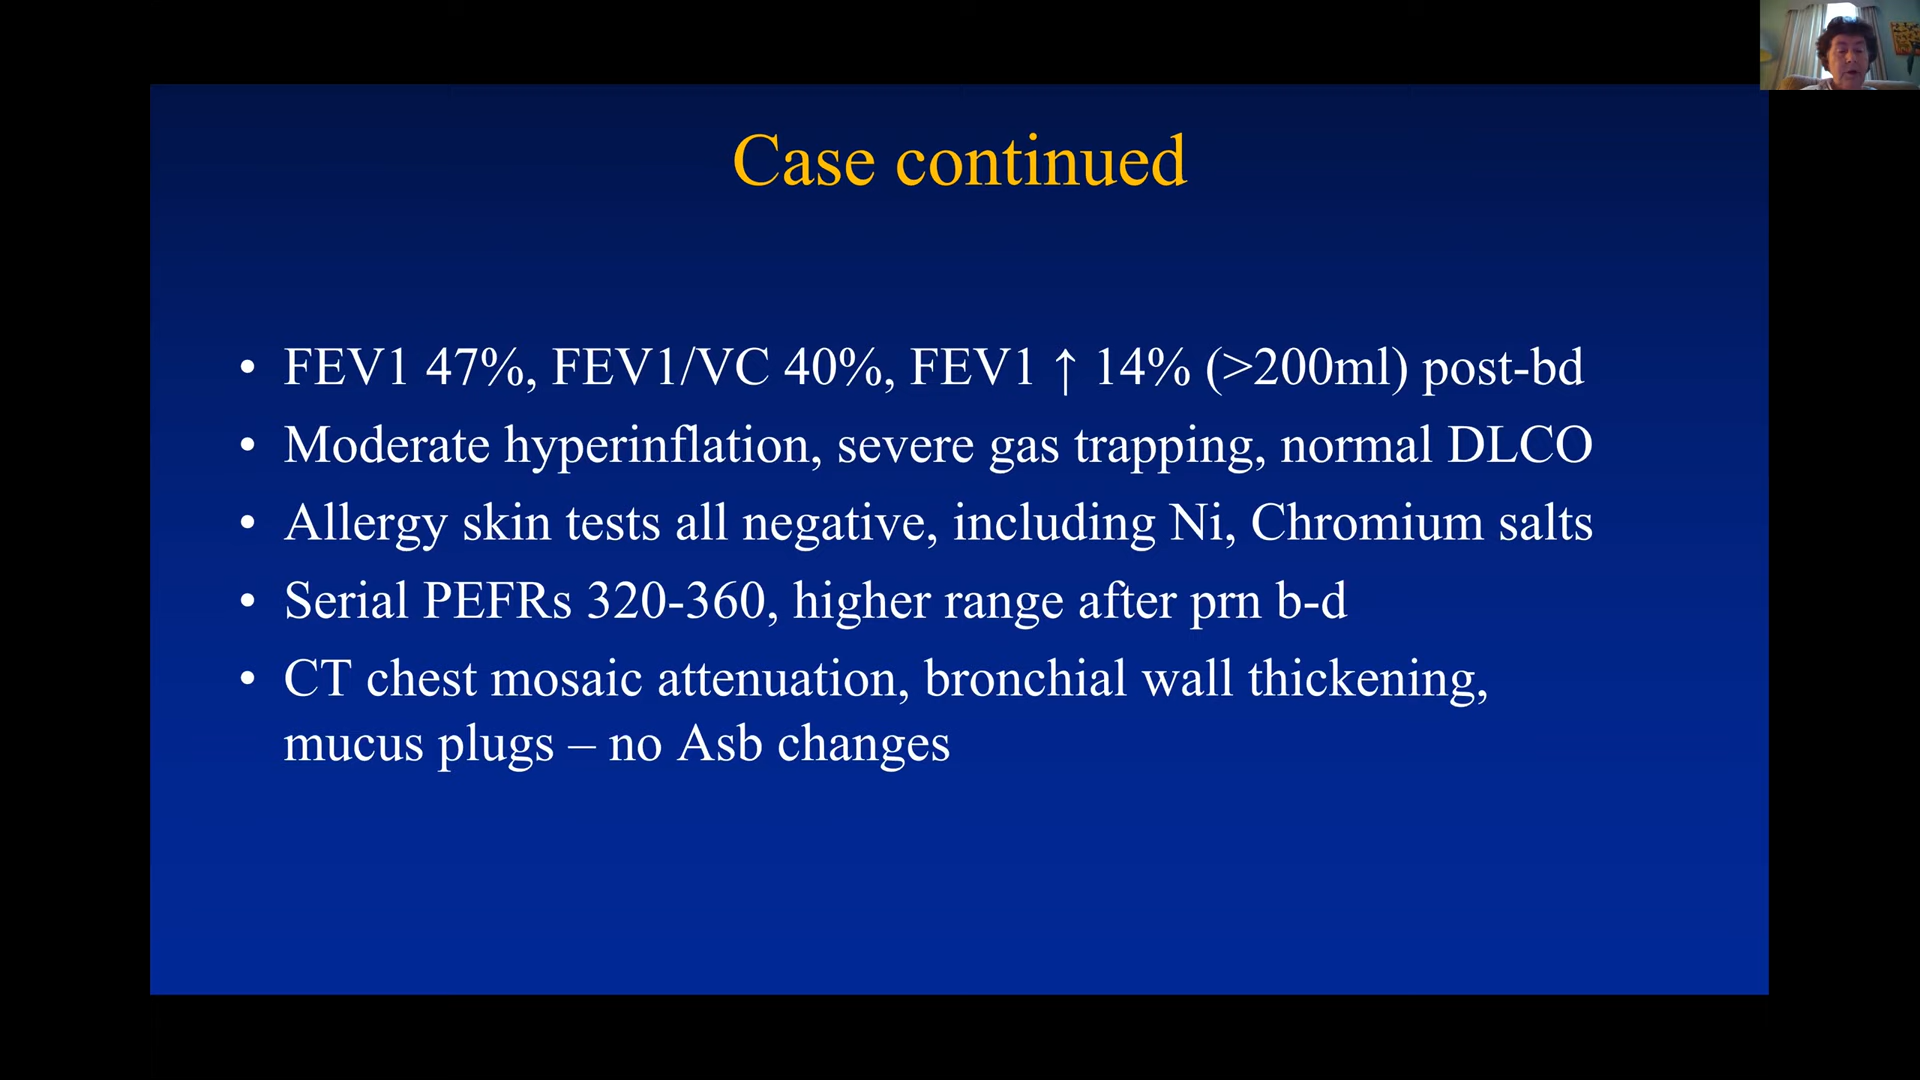 Case continued
• FEV1 47%, FEV1/VC 40%, FEV1 ↑ 14% (>200ml) post-bd
• Moderate hyperinflation, severe gas trapping, normal DLCO
• Allergy skin tests all negative, including Ni, Chromium salts
• Serial PEFRs 320-360, higher range after prn b-d
• CT chest mosaic attenuation, bronchial wall thickening,
mucus plugs – no Asb changes